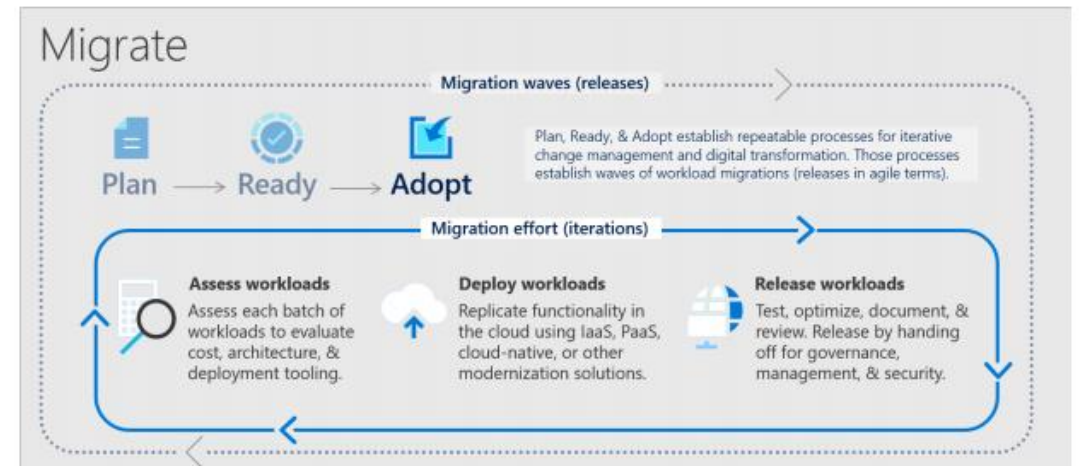 Migrate
Migration waves (releases)
Plan, Ready, & Adopt establish repeatable processes for iterative
change management and digital transformation. Those processes
establish waves of workload migrations (releases in agile terms).
Plan Ready Adopt
Migration effort (iterations)
Assess workloads
Assess each batch of
workloads to evaluate
cost, architecture, &
deployment tooling.
Deploy workloads
Replicate functionality in
the cloud using IaaS, PaaS,
cloud-native, or other
modernization solutions.
Release workloads
Test, optimize, document, &
review. Release by handing
off for governance,
management, & security.